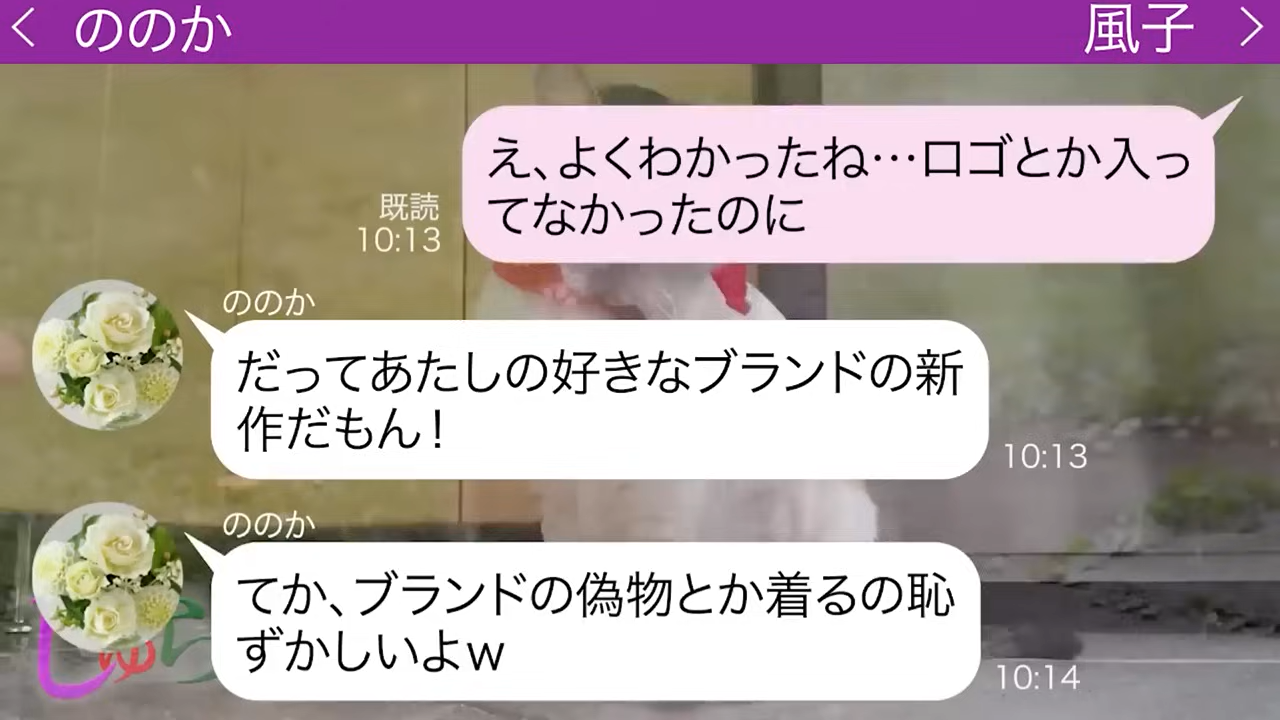 ののか
風子
え、よくわかったね…ロゴとか入っ
てなかったのに
既読
10:13
ののか
だってあたしの好きなブランドの新
作だもん!
10:13
ののか
てか、ブランドの偽物とか着るの恥
ずかしいよw
10:14
しゅら